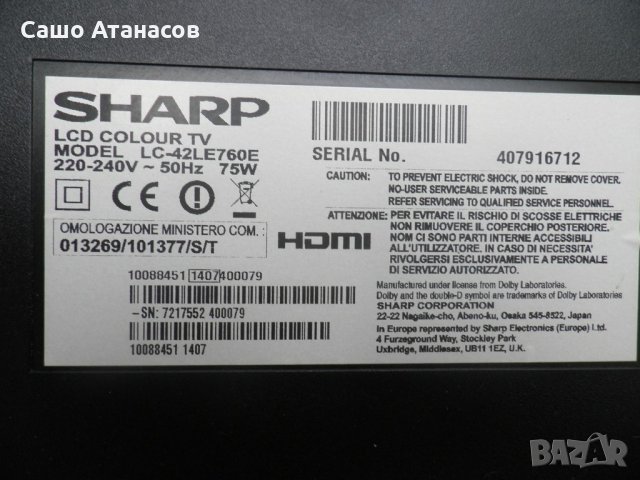 Сашо Атанасов
SHARP
LCD COLOUR TV
MODEL LC-42LE760E
220-240V ~ 50Hz 75W
CE
OMOLOGAZIONE MINISTERO COM.:
013269/101377/S/T
HDMI
10088451 1407 400079
-SN: 7217552 400079
10088451 1407
SERIAL No. 407916712
CAUTION: TO PREVENT ELECTRIC SHOCK, DO NOT REMOVE COVER.
NO-USER SERVICEABLE PARTS INSIDE.
REFER SERVICING TO QUALIFIED SERVICE PERSONNEL.
ATTENZIONE: PER EVITARE IL RISCHIO DI SCOSSE ELETTRICHE
NON RIMUOVERE IL COPERCHIO POSTERIORE.
NOM CI SONO PARTI INTERNE ACCESSIBILI
ALL'UTILIZZATORE. IN CASO DI NECESSITA'
RIVOLGERSI ESCLUSIVAMENTE A PERSONALE
DI SERVIZIO AUTORIZZATO.
Manufactured under license from Dolby Laboratories.
Dolby and the double-D symbol are trademarks of Dolby Laboratories.
SHARP CORPORATION
22-22 Nagaike-cho, Abeno-ku, Osaka 545-8522, Japan
In Europe represented by Sharp Electronics (Europe) Ltd.
4 Furzeground Way, Stockley Park
Uxbridge, Middlesex, UB11 1EZ, U.K.
BAZAR